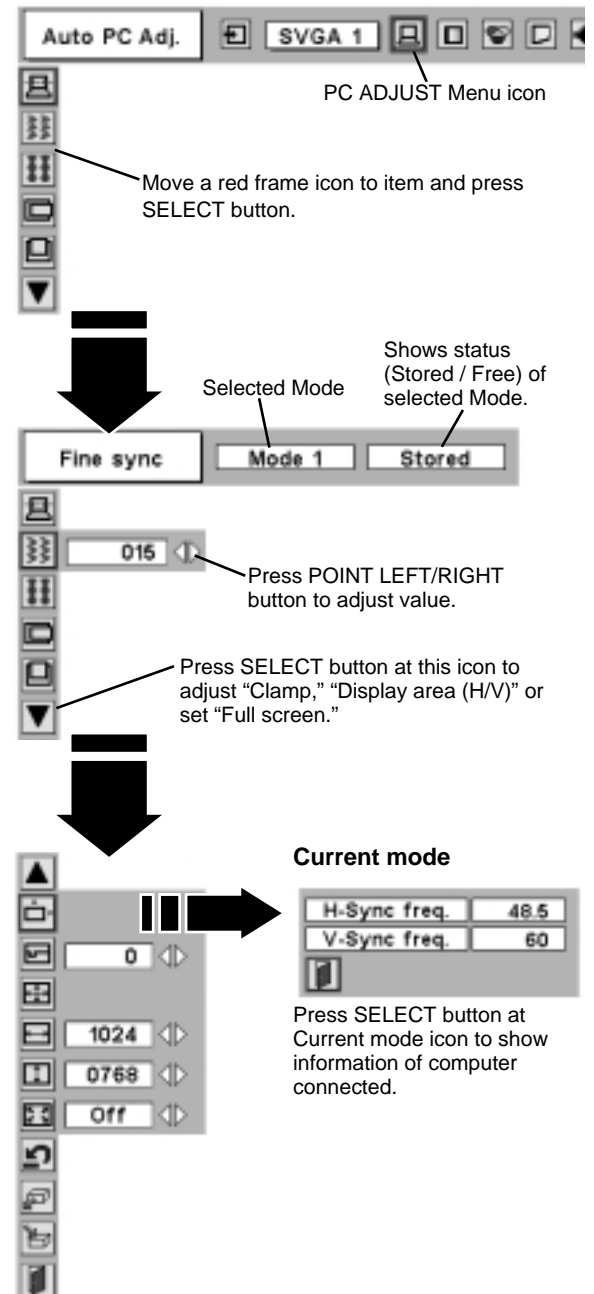 Auto PC Adj.
SVGA 1
PC ADJUST Menu icon
Move a red frame icon to item and press
SELECT button.
Shows status
(Stored / Free) of
selected Mode.
Selected Mode
Fine sync
Mode 1
Stored
015
Press POINT LEFT/RIGHT
button to adjust value.
Press SELECT button at this icon to
adjust “Clamp,” “Display area (H/V)” or
set “Full screen.”
Current mode
H-Sync freq. 48.5
V-Sync freq. 60
Press SELECT button at
Current mode icon to show
information of computer
connected.
0
1024
0768
Off